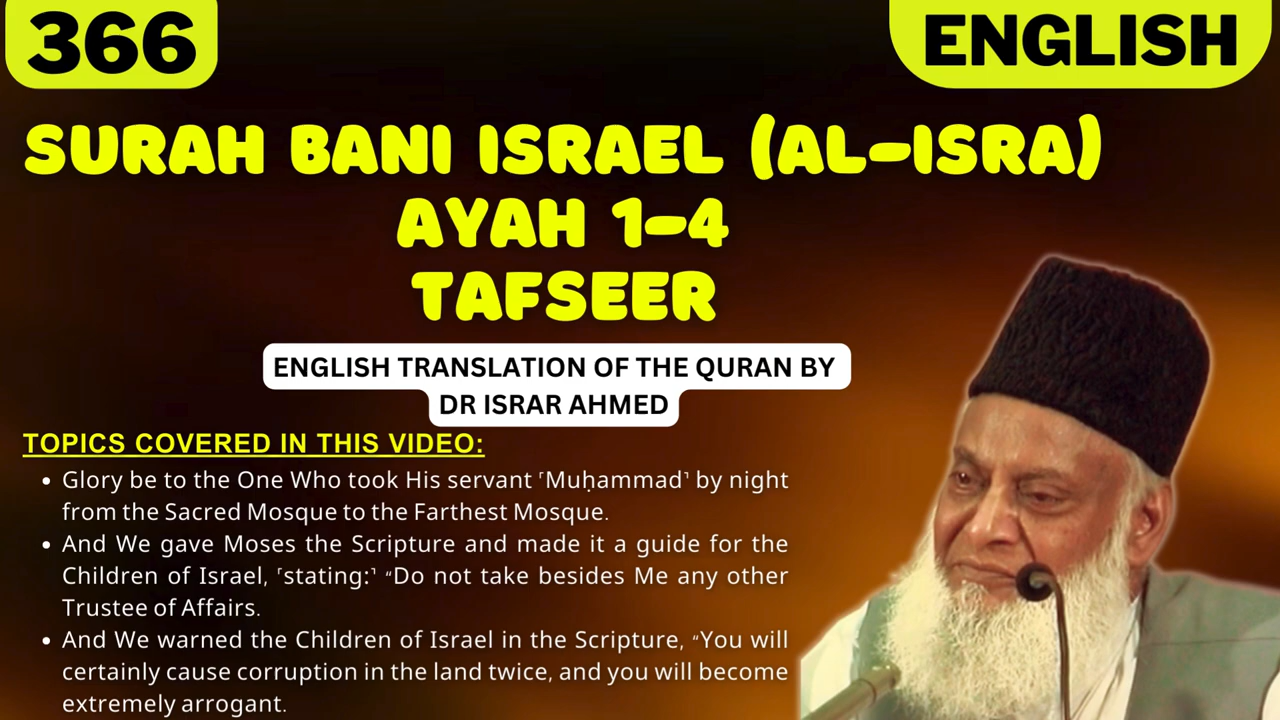 366
ENGLISH
SURAH BANI ISRAEL (AL-ISRA)
AYAH 1-4
TAFSEER
ENGLISH TRANSLATION OF THE QURAN BY
DR ISRAR AHMED
TOPICS COVERED IN THIS VIDEO:
• Glory be to the One Who took His servant ˹Muḥammad˺ by night
from the Sacred Mosque to the Farthest Mosque.
• And We gave Moses the Scripture and made it a guide for the
Children of Israel, ˹stating:˺ “Do not take besides Me any other
Trustee of Affairs.
• And We warned the Children of Israel in the Scripture, “You will
certainly cause corruption in the land twice, and you will become
extremely arrogant.